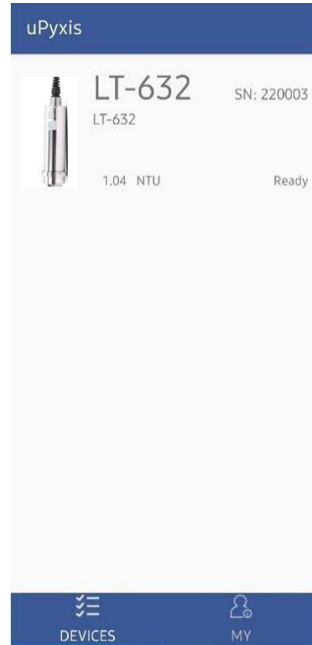 uPyxis
LT-632 SN: 220003
LT-632
1.04 NTU Ready
DEVICES MY